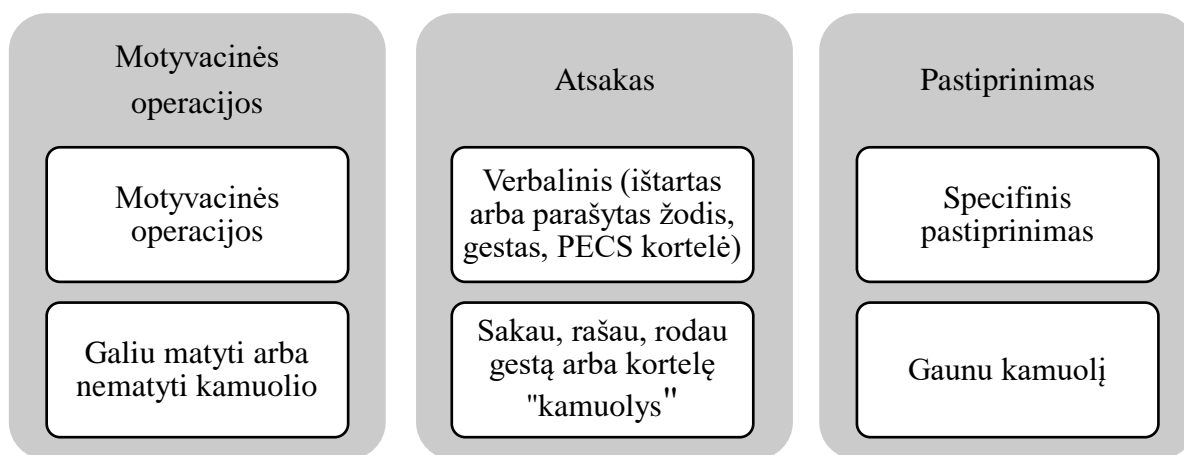 Motyvacinės
operacijos
Motyvacinės
operacijos
Galiu matyti arba
nematyti kamuolio
Atsakas
Verbalinis (ištartas
arba parašytas žodis,
gestas, PECS kortelė)
Sakau, rašau, rodau
gestą arba kortelę
"kamuolys"
Pastiprinimas
Specifinis
pastiprinimas
Gaunu kamuolį